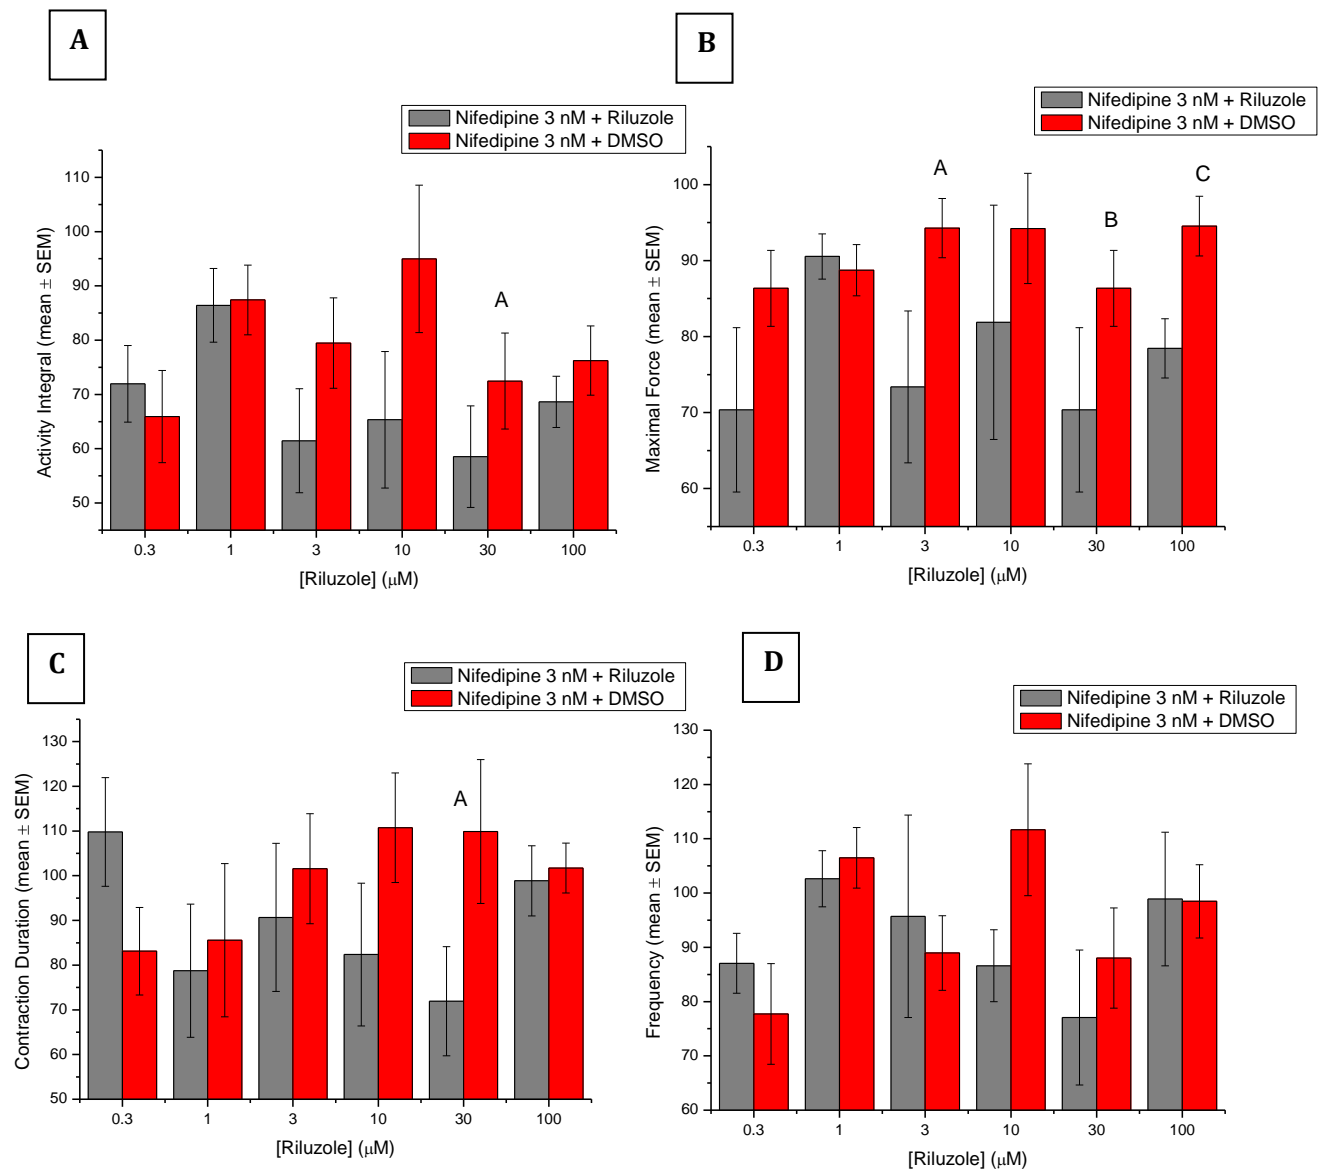 A
Nifedipine 3 nM + Riluzole
Nifedipine 3 nM + DMSO
110
100
90
80
70
60
50
Activity Integral (mean ± SEM)
A
0.3 1 3 10 30 100
[Riluzole] (μM)
B
Nifedipine 3 nM + Riluzole
Nifedipine 3 nM + DMSO
100
90
80
70
60
Maximal Force (mean ± SEM)
A
B
C
0.3 1 3 10 30 100
[Riluzole] (μM)
C
Nifedipine 3 nM + Riluzole
Nifedipine 3 nM + DMSO
130
120
110
100
90
80
70
60
50
Contraction Duration (mean ± SEM)
A
0.3 1 3 10 30 100
[Riluzole] (μM)
D
Nifedipine 3 nM + Riluzole
Nifedipine 3 nM + DMSO
130
120
110
100
90
80
70
60
Frequency (mean ± SEM)
0.3 1 3 10 30 100
[Riluzole] (μM)